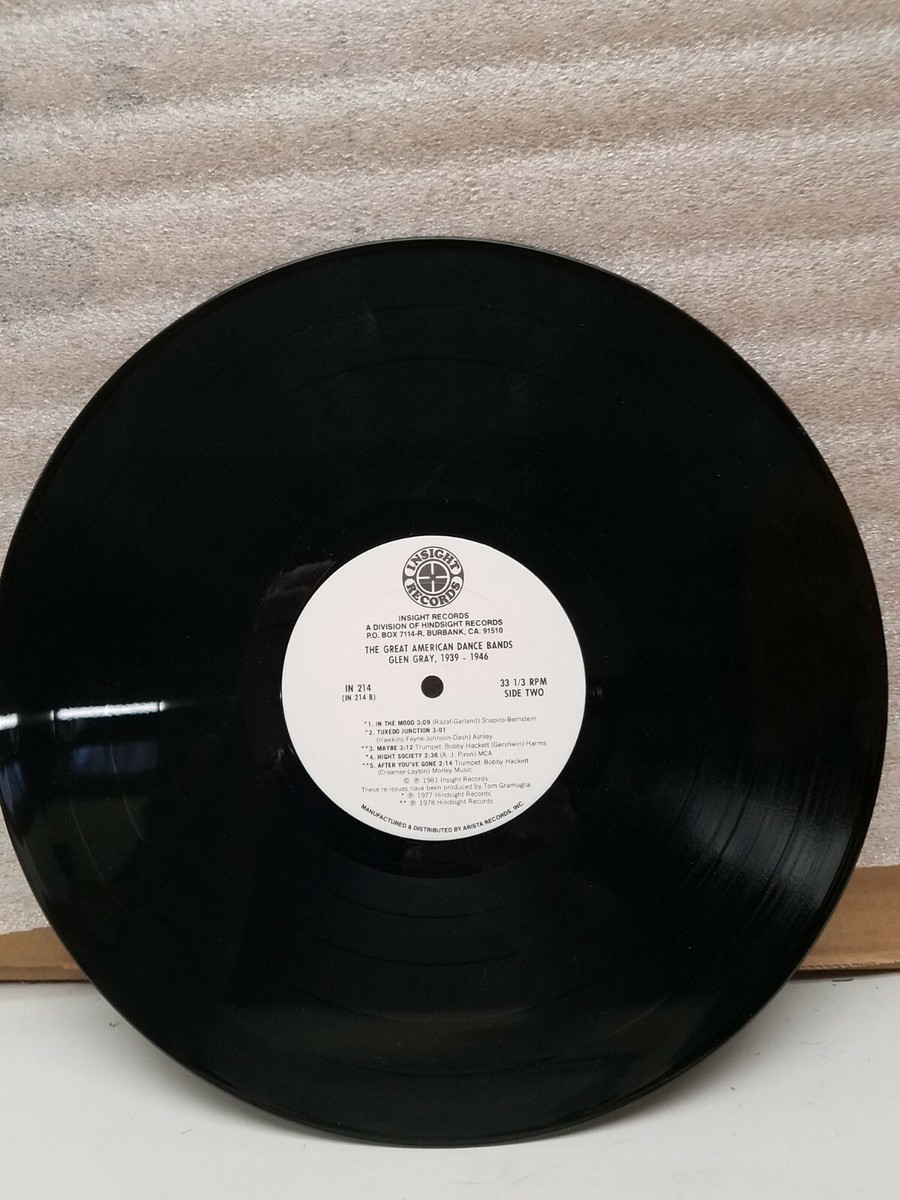 INSIGHT
RECORDS
INSIGHT RECORDS
A DIVISION OF HINDSIGHT RECORDS
P.O. BOX 7114-R, BURBANK, CA. 91510
THE GREAT AMERICAN DANCE BANDS
GLEN GRAY, 1939 - 1946
IN 214
(IN 214 B)
33 1/3 RPM
SIDE TWO
*1. IN THE MOOD 3:09 (Razaf-Garland) Shapiro-Bernstein
*2. TUXEDO JUNCTION 3:01
(Hawkins-Feyne-Johnson-Dash) Ashley
**3. MAYBE 3:12 Trumpet: Bobby Hackett (Gershwin) Harms
*4. HIGHT SOCIETY 2:36 (A. J. Piron) MCA
**5. AFTER YOU'VE GONE 2:14 Trumpet: Bobby Hackett
(Creamer-Layton) Morley Music
© ℗ 1981 Insight Records
These re-issues have been produced by Tom Gramuglia
* ℗ 1977 Hindsight Records
** ℗ 1978 Hindsight Records
MANUFACTURED & DISTRIBUTED BY ARISTA RECORDS, INC.